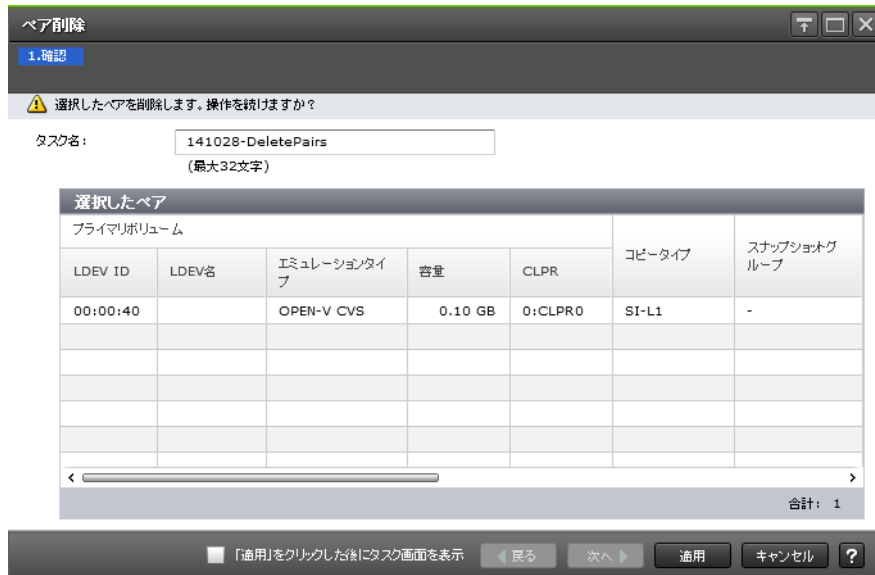 ペア削除
1.確認
選択したペアを削除します。操作を続けますか？
タスク名：
141028-DeletePairs
(最大32文字)
選択したペア
プライマリボリューム
コピータイプ
スナップショットグ
ループ
LDEV ID
LDEV名
エミュレーションタイ
プ
容量
CLPR
00:00:40
OPEN-V CVS
0.10 GB
0:CLPR0
SI-L1
-
合計: 1
「適用」をクリックした後にタスク画面を表示
戻る
次へ
適用
キャンセル
?